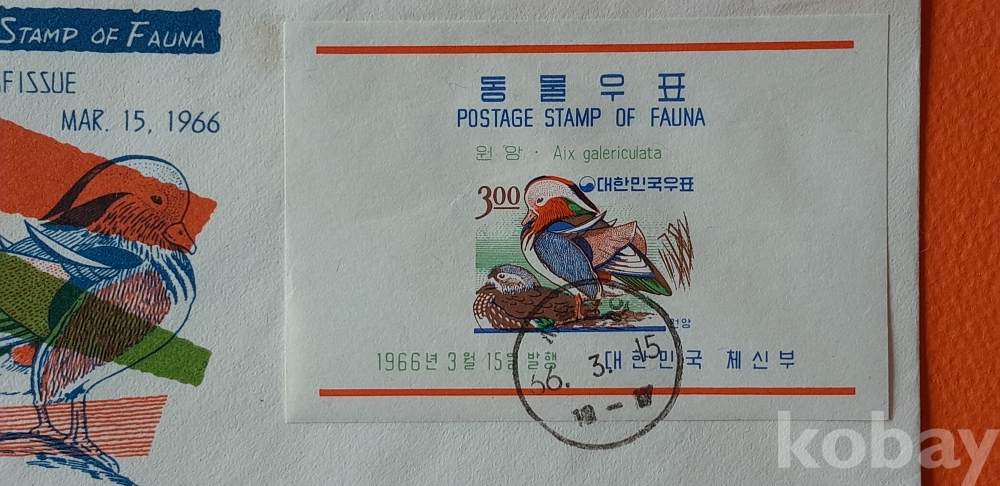 STAMP OF FAUNA
F ISSUE
MAR. 15, 1966
동물우표
POSTAGE STAMP OF FAUNA
원앙 · Aix galericulata
3.00
대한민국우표
원앙
1966년 3월 15일 발행 대한민국 체신부
66. 3. 15
kobay